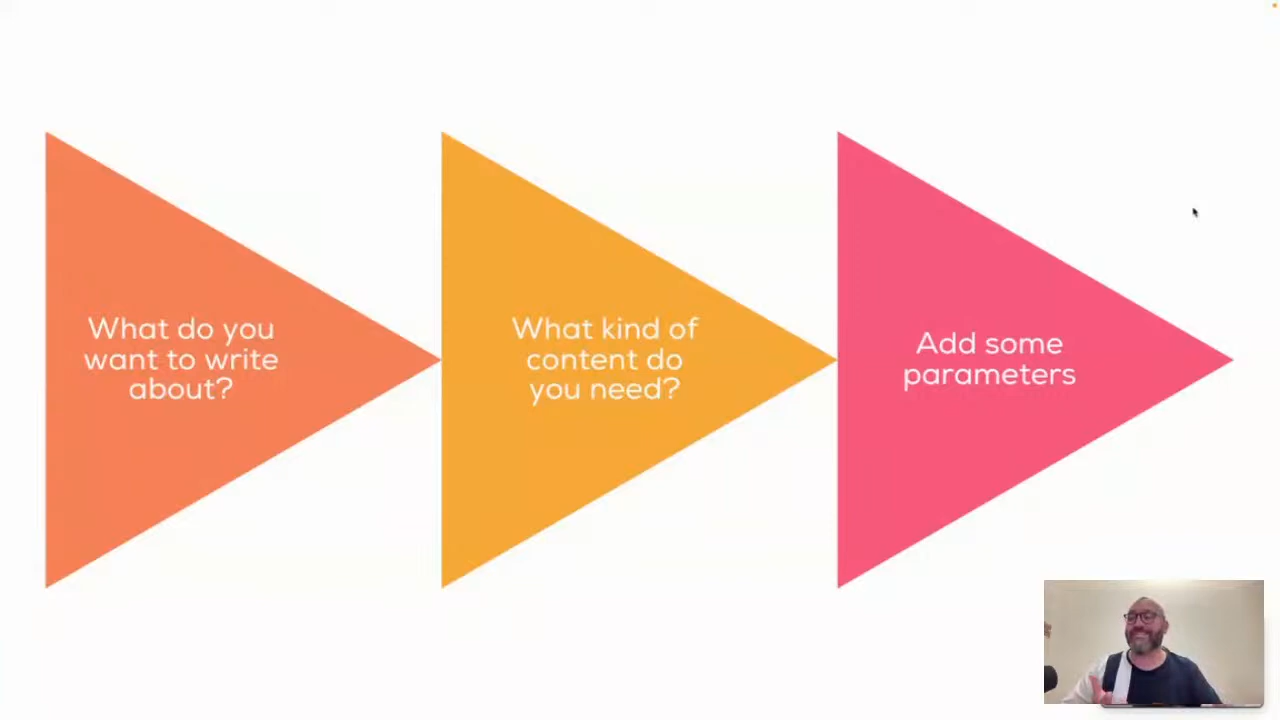 What do you
want to write
about?
What kind of
content do
you need?
Add some
parameters